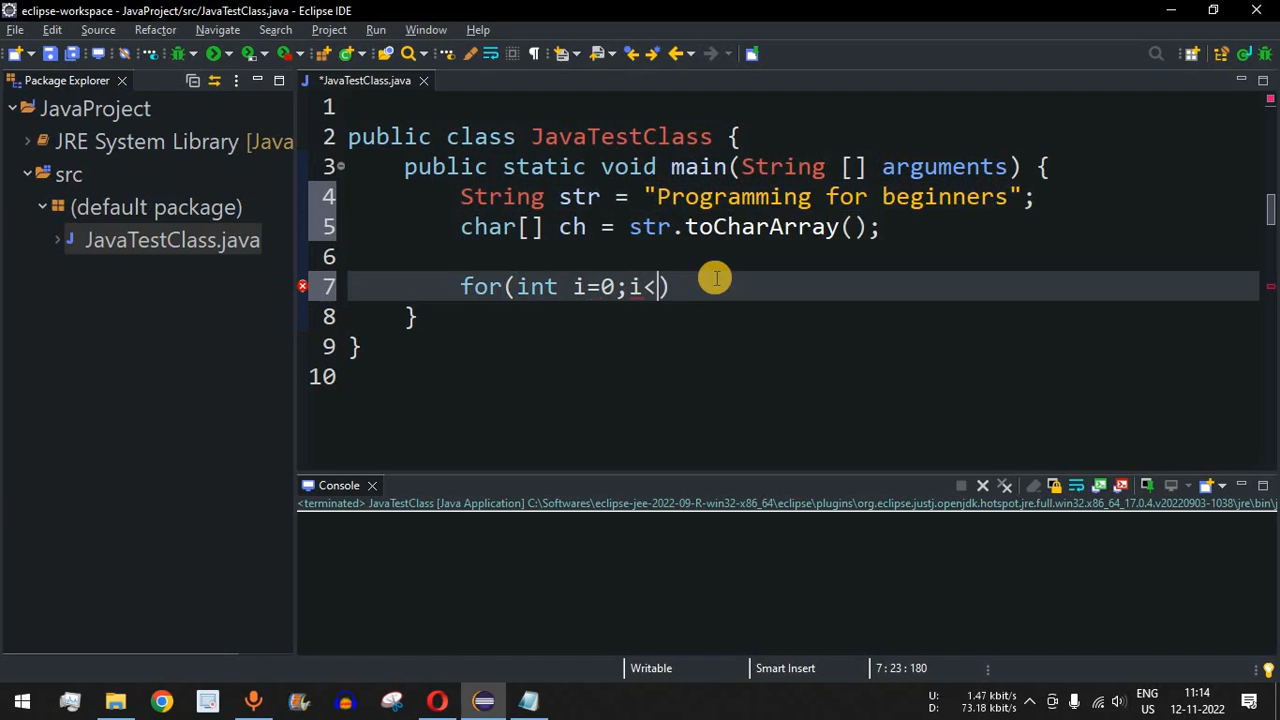 eclipse-workspace - JavaProject/src/JavaTestClass.java - Eclipse IDE
File Edit Source Refactor Navigate Search Project Run Window Help
Package Explorer
*JavaTestClass.java
JavaProject
JRE System Library [Java
src
(default package)
JavaTestClass.java
1
2 public class JavaTestClass {
3 public static void main(String [] arguments) {
4 String str = "Programming for beginners";
5 char[] ch = str.toCharArray();
6
7 for(int i=0;i<)
8 }
9 }
10
Console
<terminated> JavaTestClass [Java Application] C:\Softwares\eclipse-jee-2022-09-R-win32-x86_64\eclipse\plugins\org.eclipse.justj.openjdk.hotspot.jre.full.win32.x86_64_17.0.4.v20220903-1038\jre\bin\j
Writable Smart Insert 7 : 23 : 180
U: 1.47 kbit/s
D: 73.18 kbit/s
ENG
IN
11:14
12-11-2022